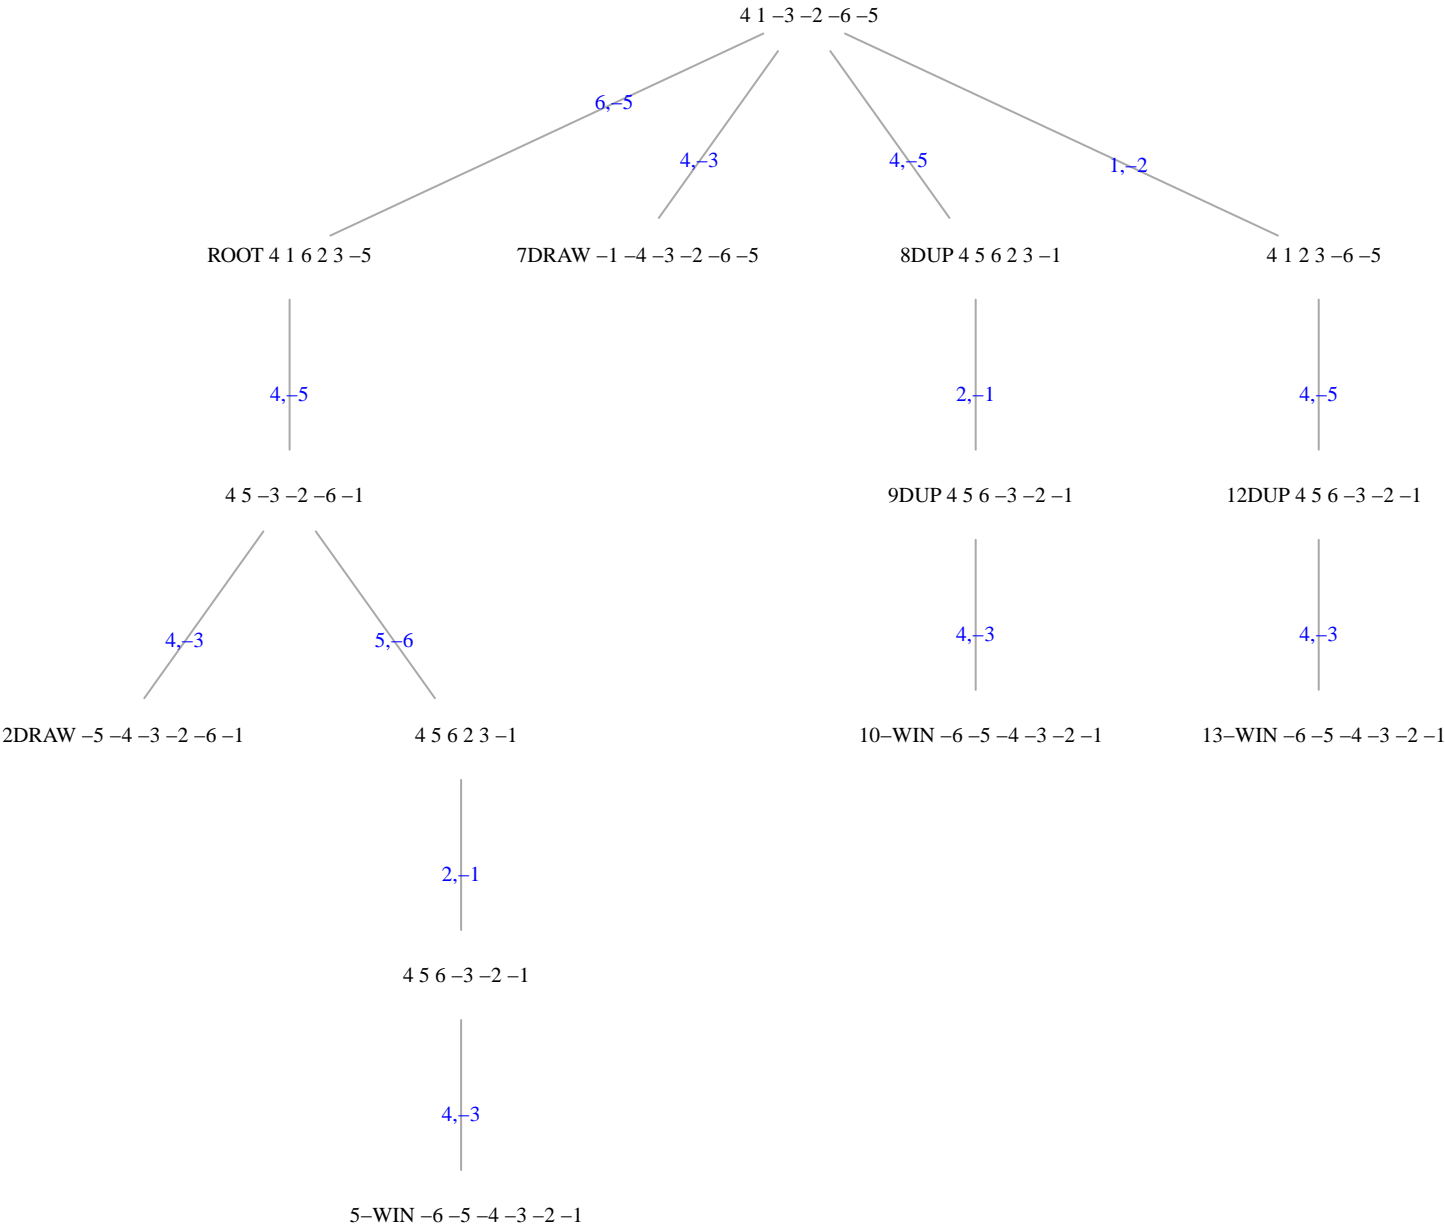 4 1 –3 –2 –6 –5
6,–5
4,–3
4,–5
1,–2
ROOT 4 1 6 2 3 –5
7DRAW –1 –4 –3 –2 –6 –5
8DUP 4 5 6 2 3 –1
4 1 2 3 –6 –5
4,–5
2,–1
4,–5
4 5 –3 –2 –6 –1
9DUP 4 5 6 –3 –2 –1
12DUP 4 5 6 –3 –2 –1
4,–3
5,–6
4,–3
4,–3
2DRAW –5 –4 –3 –2 –6 –1
4 5 6 2 3 –1
10–WIN –6 –5 –4 –3 –2 –1
13–WIN –6 –5 –4 –3 –2 –1
2,–1
4 5 6 –3 –2 –1
4,–3
5–WIN –6 –5 –4 –3 –2 –1